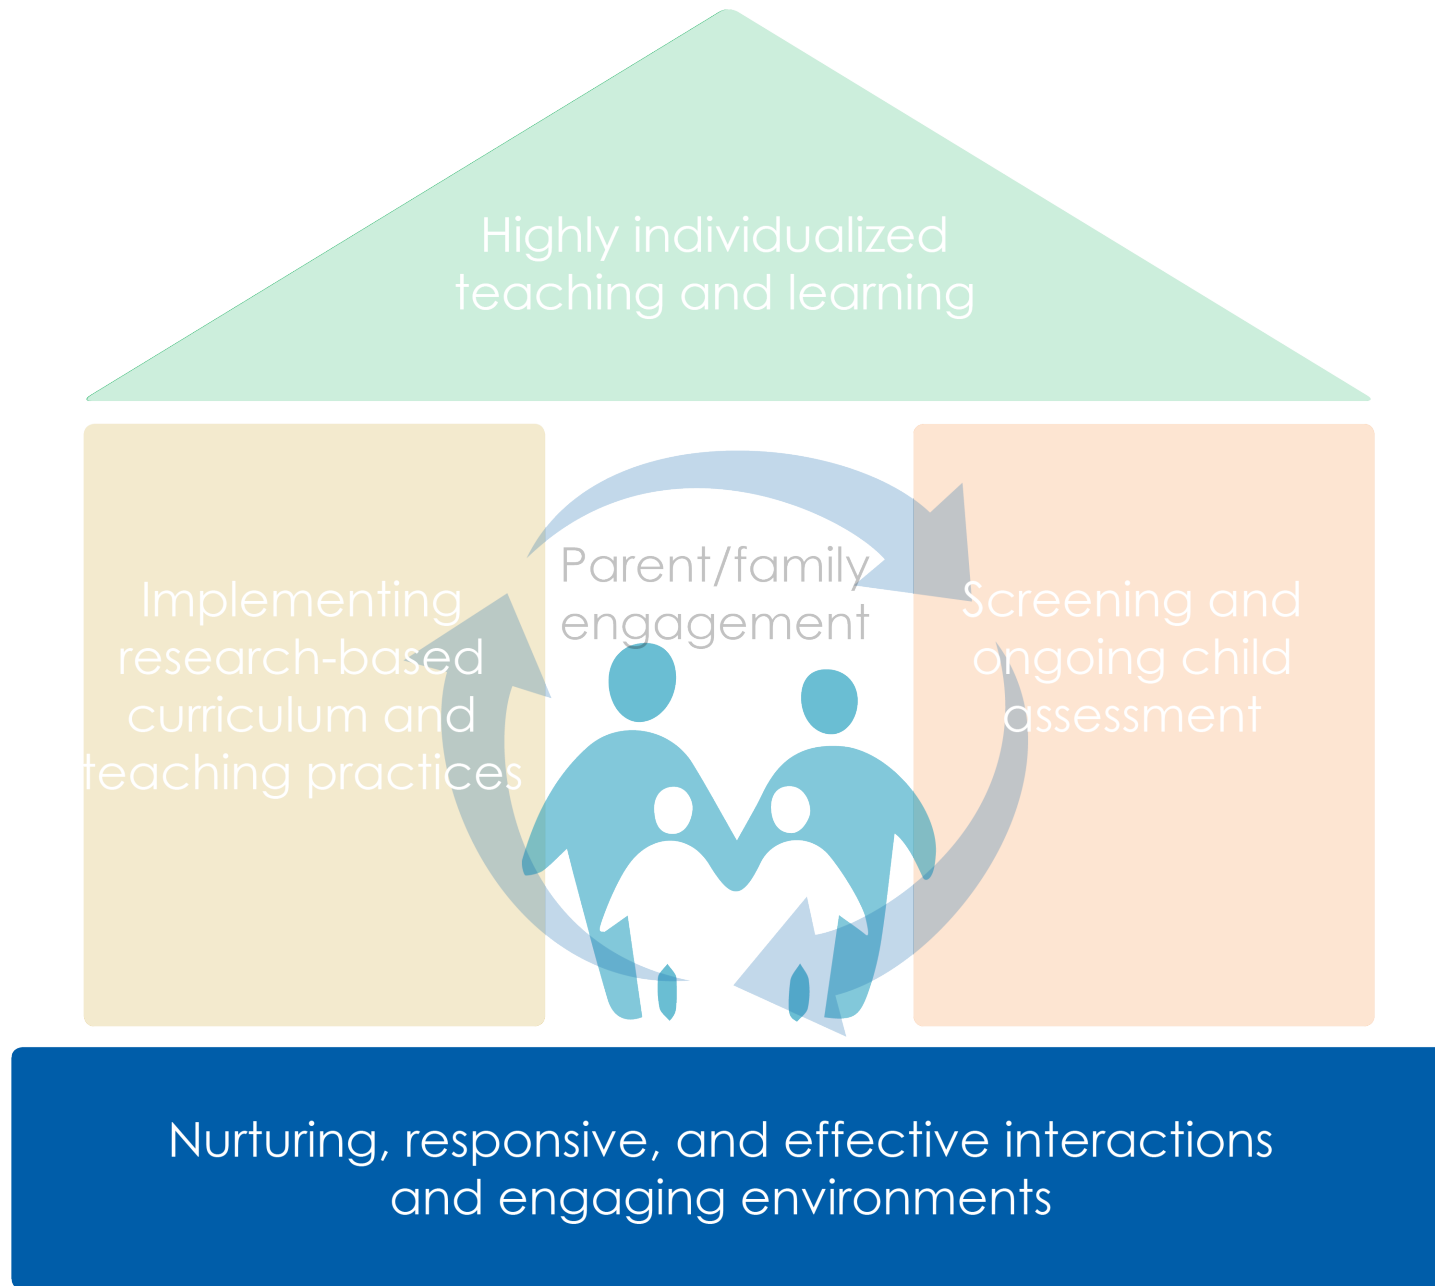 Highly individualized
teaching and learning
Parent/family
engagement
Implementing
research-based
curriculum and
teaching practices
Screening and
ongoing child
assessment
Nurturing, responsive, and effective interactions
and engaging environments